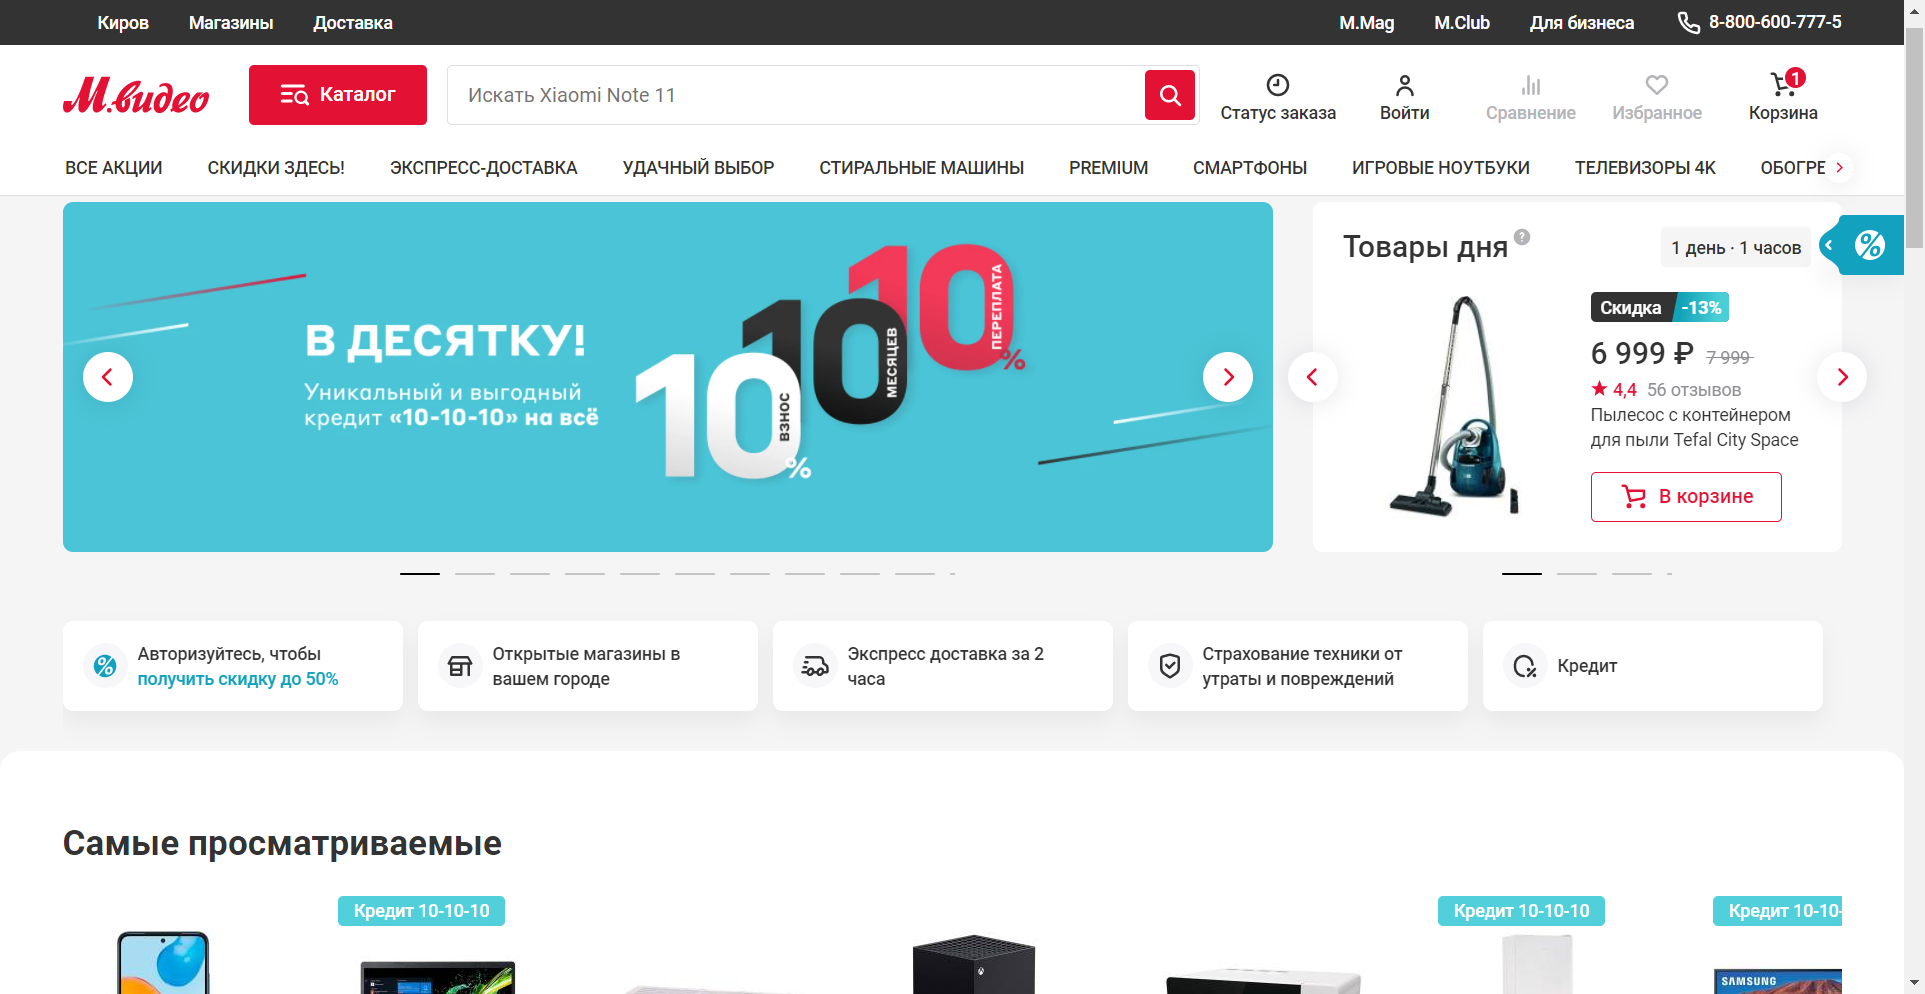 Киров
Магазины
Доставка
M.Mag
M.Club
Для бизнеса
8-800-600-777-5
М.видео
Каталог
Искать Xiaomi Note 11
Статус заказа
Войти
Сравнение
Избранное
1
Корзина
ВСЕ АКЦИИ
СКИДКИ ЗДЕСЬ!
ЭКСПРЕСС-ДОСТАВКА
УДАЧНЫЙ ВЫБОР
СТИРАЛЬНЫЕ МАШИНЫ
PREMIUM
СМАРТФОНЫ
ИГРОВЫЕ НОУТБУКИ
ТЕЛЕВИЗОРЫ 4K
ОБОГРЕ
В ДЕСЯТКУ!
Уникальный и выгодный
кредит «10-10-10» на всё
10% ВЗНОС
10 МЕСЯЦЕВ
10% ПЕРЕПЛАТА
Товары дня ?
1 день · 1 часов
%
Скидка -13%
6 999 ₽ 7 999
4,4 56 отзывов
Пылесос с контейнером
для пыли Tefal City Space
В корзине
Авторизуйтесь, чтобы
получить скидку до 50%
Открытые магазины в
вашем городе
Экспресс доставка за 2
часа
Страхование техники от
утраты и повреждений
Кредит
Самые просматриваемые
Кредит 10-10-10
Кредит 10-10-10
Кредит 10-10-
SAMSUNG